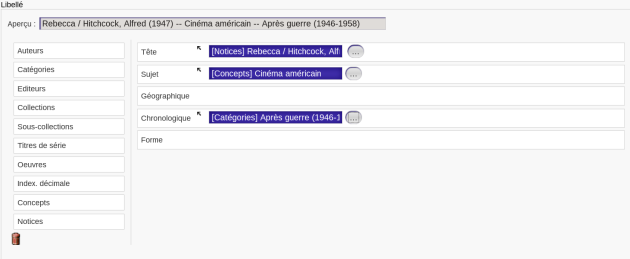 Libellé
Aperçu : Rebecca / Hitchcock, Alfred (1947) -- Cinéma américain -- Après guerre (1946-1958)
Auteurs
Catégories
Editeurs
Collections
Sous-collections
Titres de série
Oeuvres
Index. décimale
Concepts
Notices
Tête [Notices] Rebecca / Hitchcock, Alf ...
Sujet [Concepts] Cinéma américain ...
Géographique
Chronologique [Catégories] Après guerre (1946-1 ...
Forme